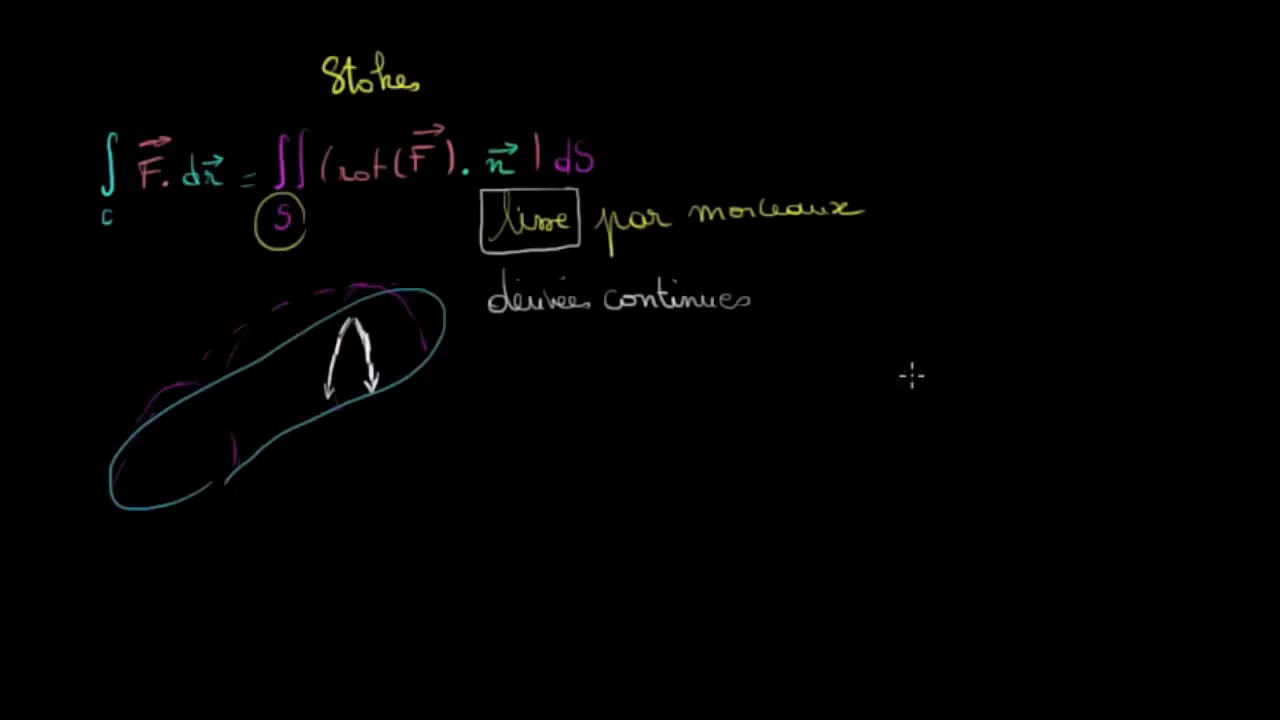 Stokes
∫_C F⃗ . dr⃗ = ∬_S (rot(F⃗) . n⃗ ) dS
lisse par morceaux
dérivées continues